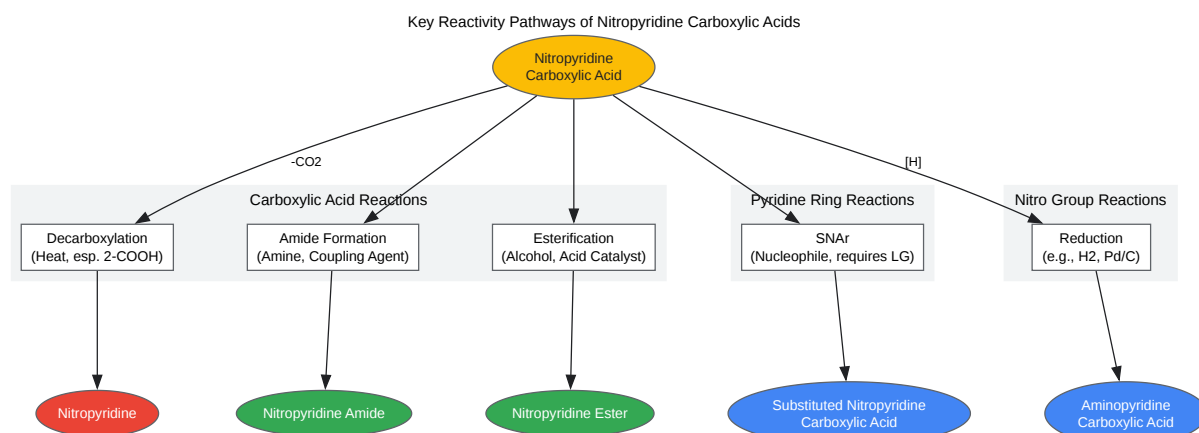 Key Reactivity Pathways of Nitropyridine Carboxylic Acids
Nitropyridine
Carboxylic Acid
-CO2
[H]
Carboxylic Acid Reactions
Pyridine Ring Reactions
Nitro Group Reactions
Decarboxylation
(Heat, esp. 2-COOH)
Amide Formation
(Amine, Coupling Agent)
Esterification
(Alcohol, Acid Catalyst)
SNAr
(Nucleophile, requires LG)
Reduction
(e.g., H2, Pd/C)
Nitropyridine
Nitropyridine Amide
Nitropyridine Ester
Substituted Nitropyridine
Carboxylic Acid
Aminopyridine
Carboxylic Acid